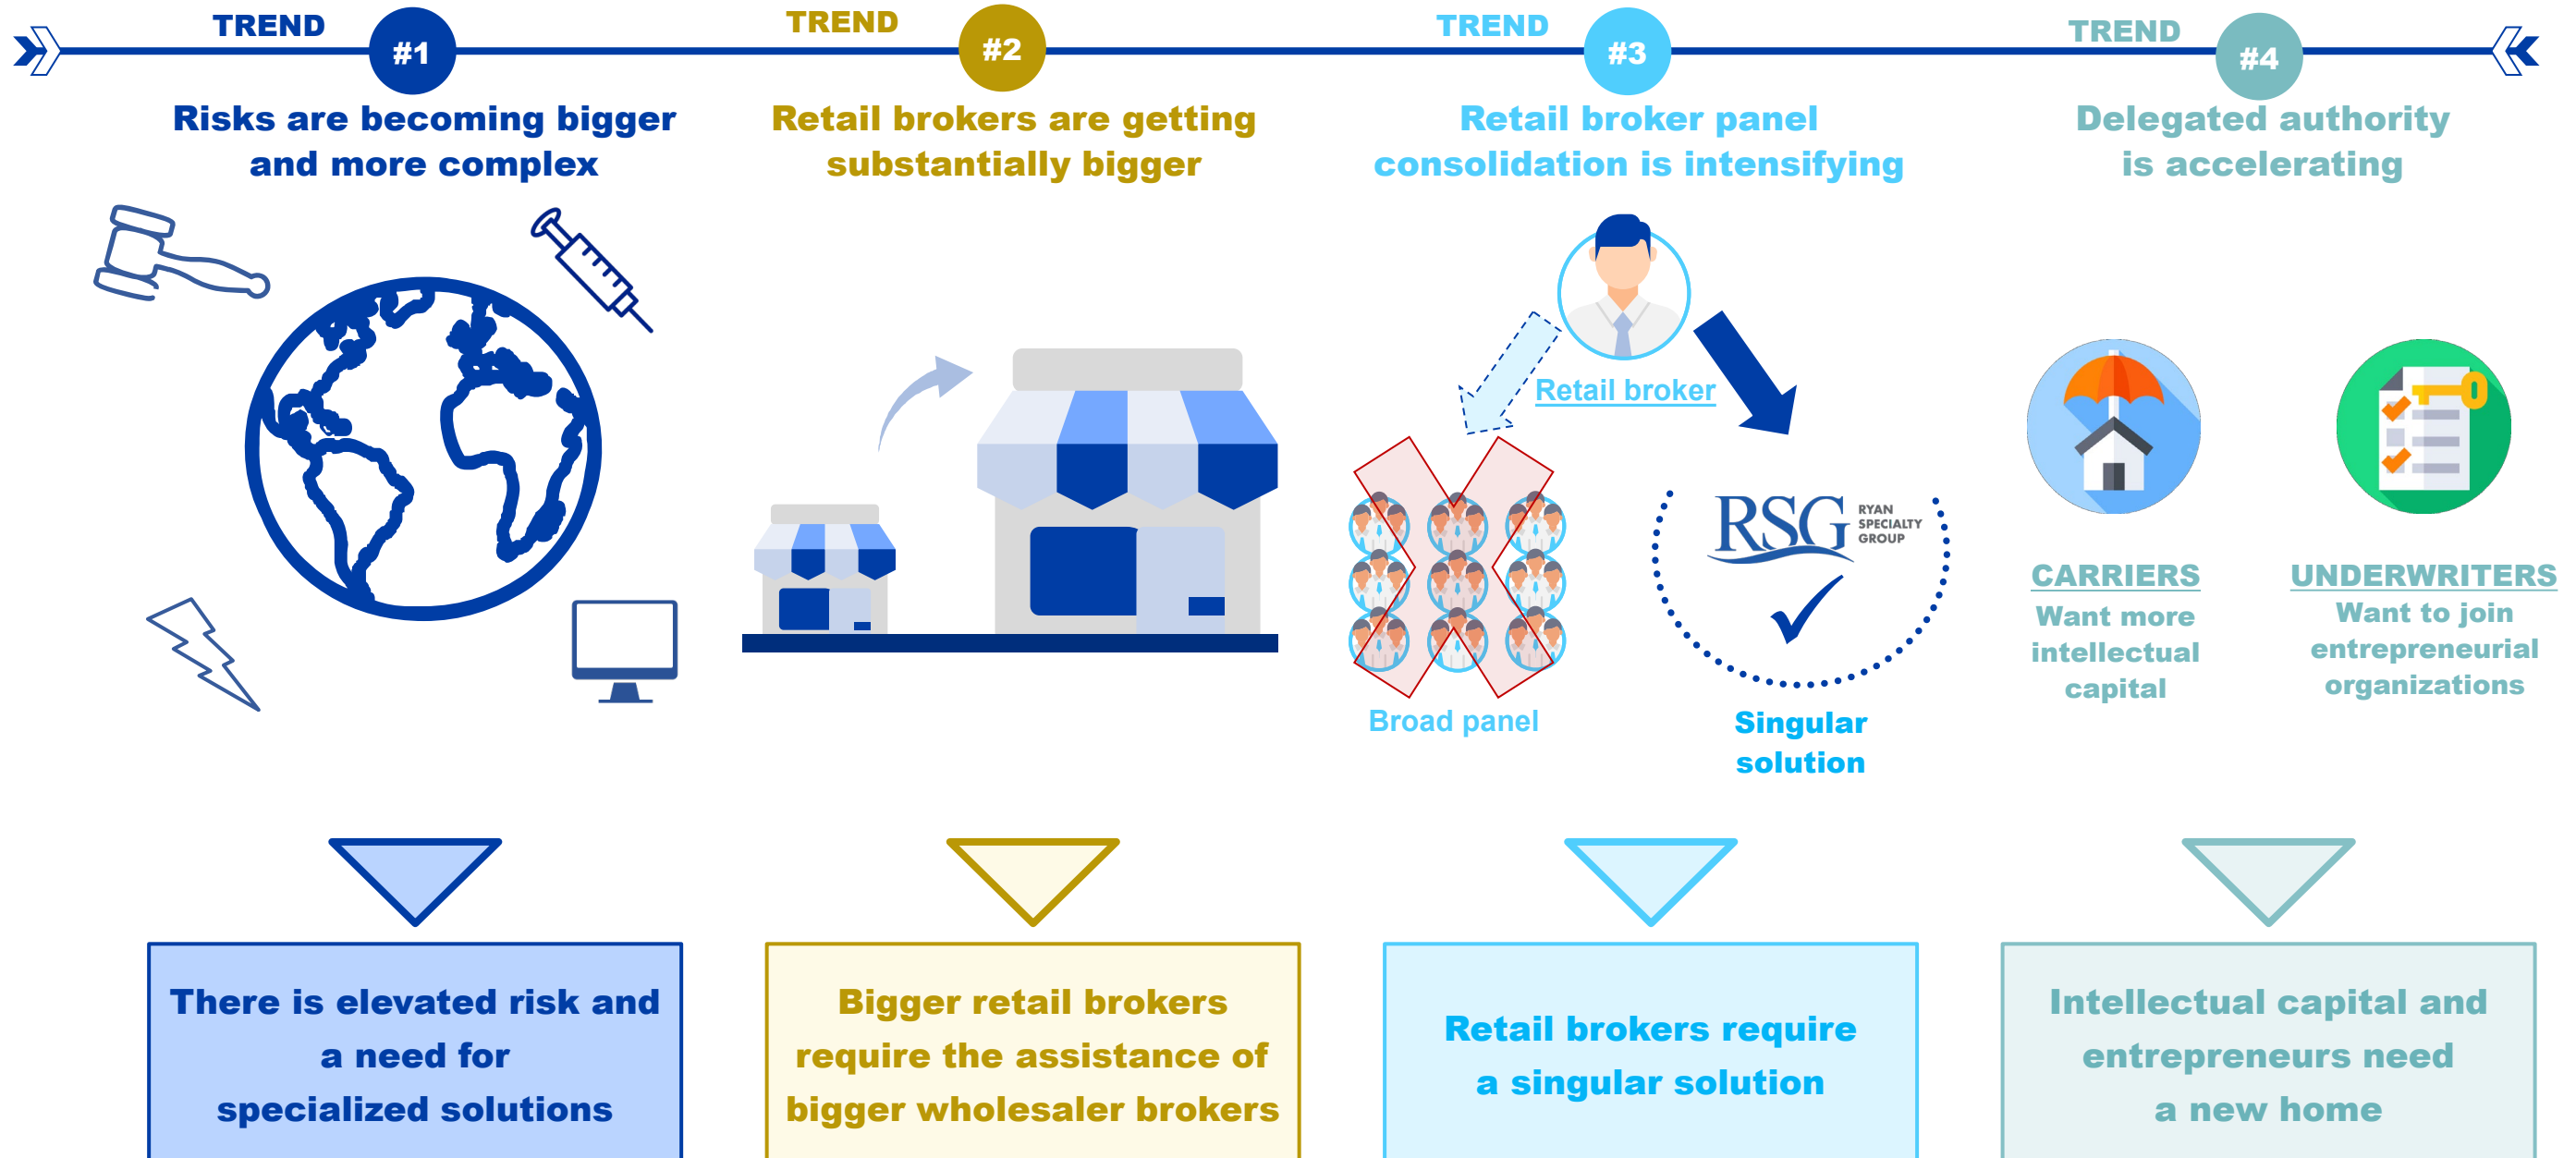 TREND
#1
Risks are becoming bigger
and more complex
There is elevated risk and
a need for
specialized solutions
TREND
#2
Retail brokers are getting
substantially bigger
Bigger retail brokers
require the assistance of
bigger wholesaler brokers
TREND
#3
Retail broker panel
consolidation is intensifying
Retail broker
Broad panel
RSG
RYAN
SPECIALTY
GROUP
Singular
solution
Retail brokers require
a singular solution
TREND
#4
Delegated authority
is accelerating
CARRIERS
Want more
intellectual
capital
UNDERWRITERS
Want to join
entrepreneurial
organizations
Intellectual capital and
entrepreneurs need
a new home